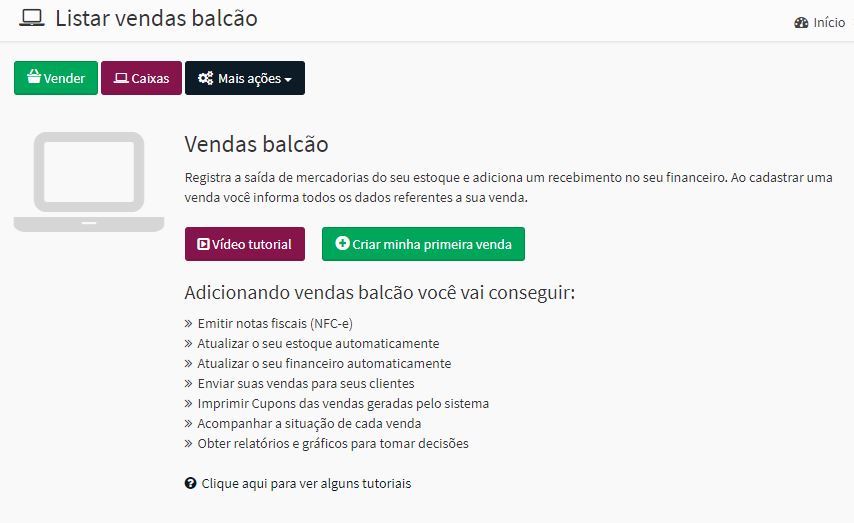 Listar vendas balcão
Início
Vender
Caixas
Mais ações
Vendas balcão
Registra a saída de mercadorias do seu estoque e adiciona um recebimento no seu financeiro. Ao cadastrar uma
venda você informa todos os dados referentes a sua venda.
Vídeo tutorial
Criar minha primeira venda
Adicionando vendas balcão você vai conseguir:
» Emitir notas fiscais (NFC-e)
» Atualizar o seu estoque automaticamente
» Atualizar o seu financeiro automaticamente
» Enviar suas vendas para seus clientes
» Imprimir Cupons das vendas geradas pelo sistema
» Acompanhar a situação de cada venda
» Obter relatórios e gráficos para tomar decisões
Clique aqui para ver alguns tutoriais